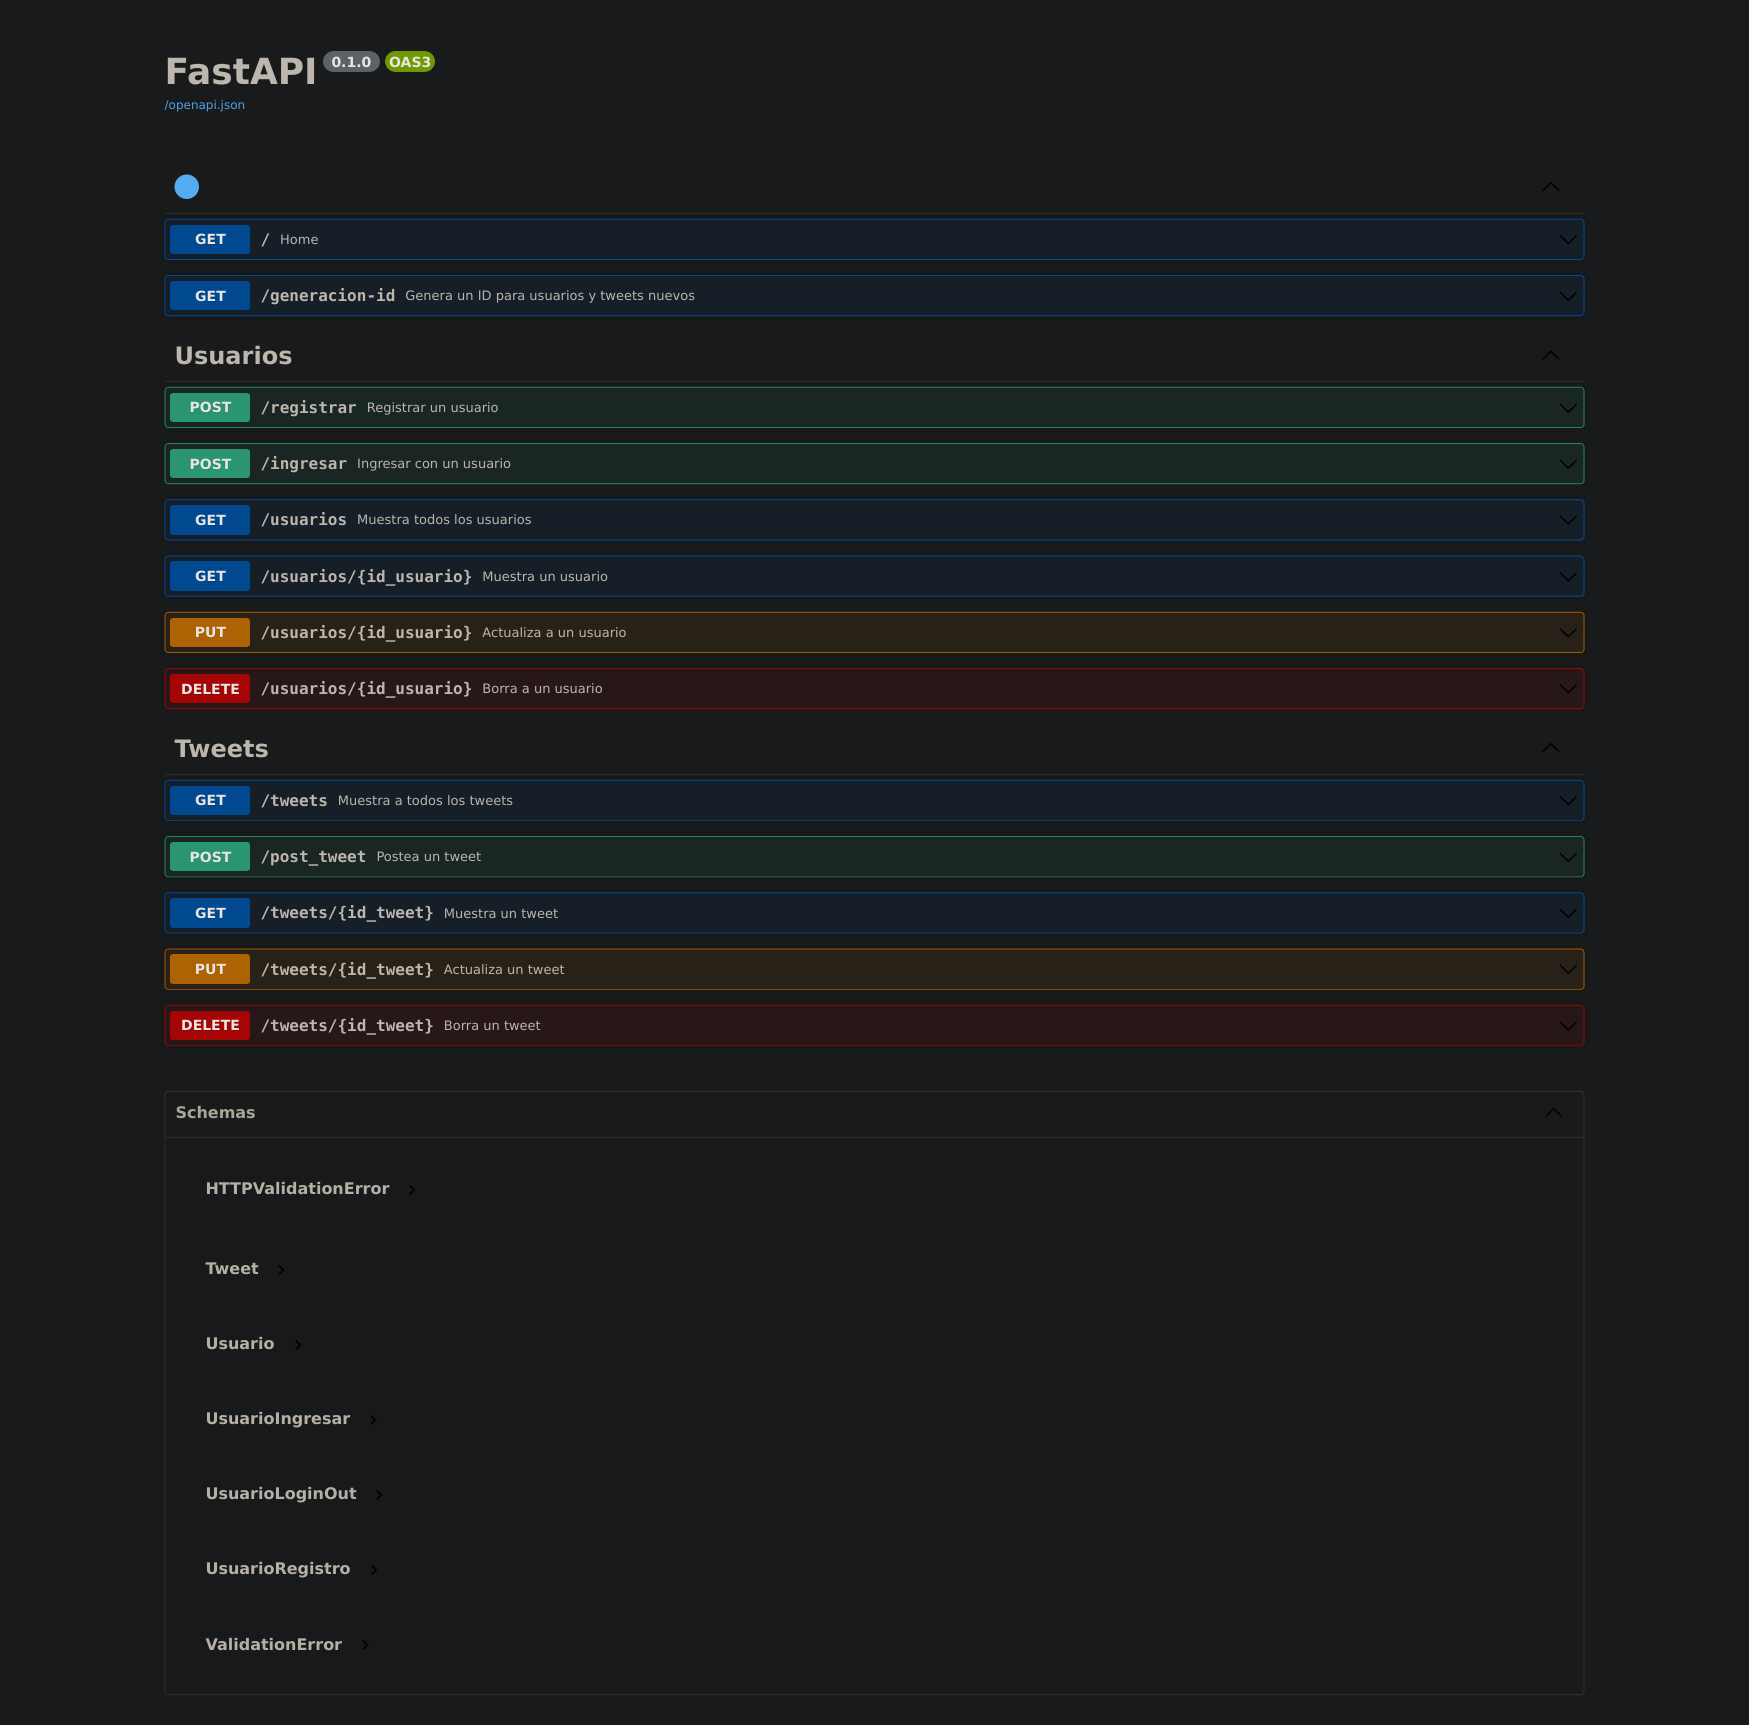 FastAPI 0.1.0 OAS3
/openapi.json
GET / Home
GET /generacion-id Genera un ID para usuarios y tweets nuevos
Usuarios
POST /registrar Registrar un usuario
POST /ingresar Ingresar con un usuario
GET /usuarios Muestra todos los usuarios
GET /usuarios/{id_usuario} Muestra un usuario
PUT /usuarios/{id_usuario} Actualiza a un usuario
DELETE /usuarios/{id_usuario} Borra a un usuario
Tweets
GET /tweets Muestra a todos los tweets
POST /post_tweet Postea un tweet
GET /tweets/{id_tweet} Muestra un tweet
PUT /tweets/{id_tweet} Actualiza un tweet
DELETE /tweets/{id_tweet} Borra un tweet
Schemas
HTTPValidationError
Tweet
Usuario
UsuarioIngresar
UsuarioLoginOut
UsuarioRegistro
ValidationError